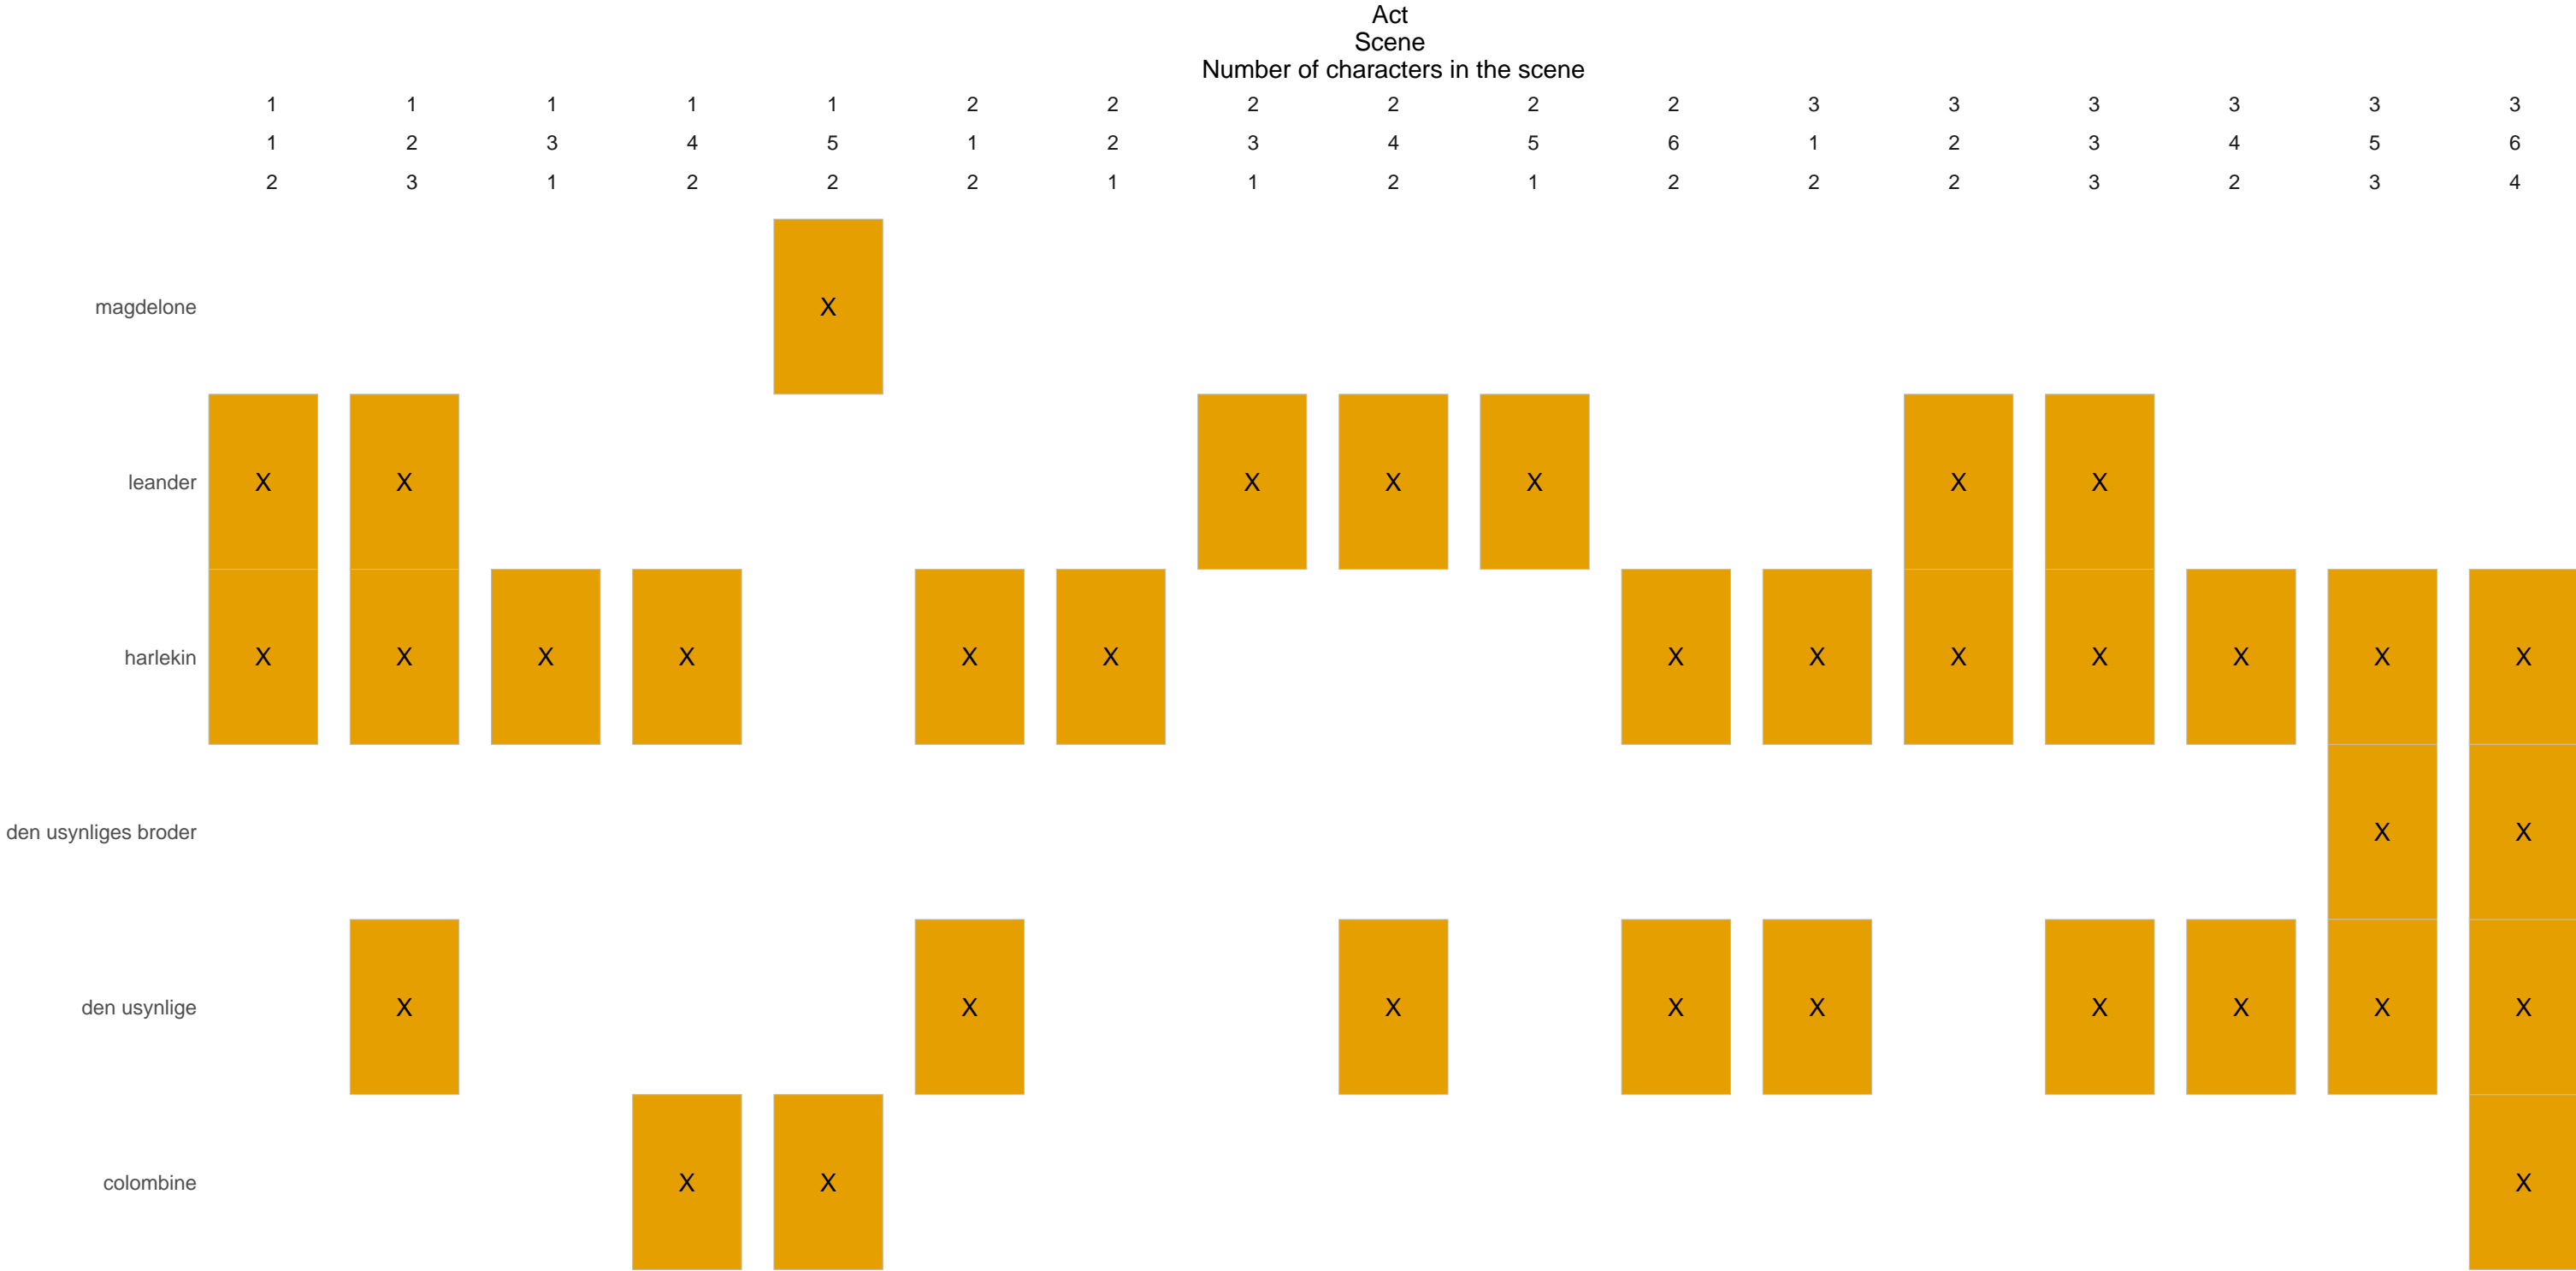 Act
Scene
Number of characters in the scene
1 1 1 1 1 2 2 2 2 2 2 3 3 3 3 3 3
1 2 3 4 5 1 2 3 4 5 6 1 2 3 4 5 6
2 3 1 2 2 2 1 1 2 1 2 2 2 3 2 3 4
magdelone X
leander X X X X X X X
harlekin X X X X X X X X X X X X X
den usynliges broder X X
den usynlige X X X X X X X X X
colombine X X X